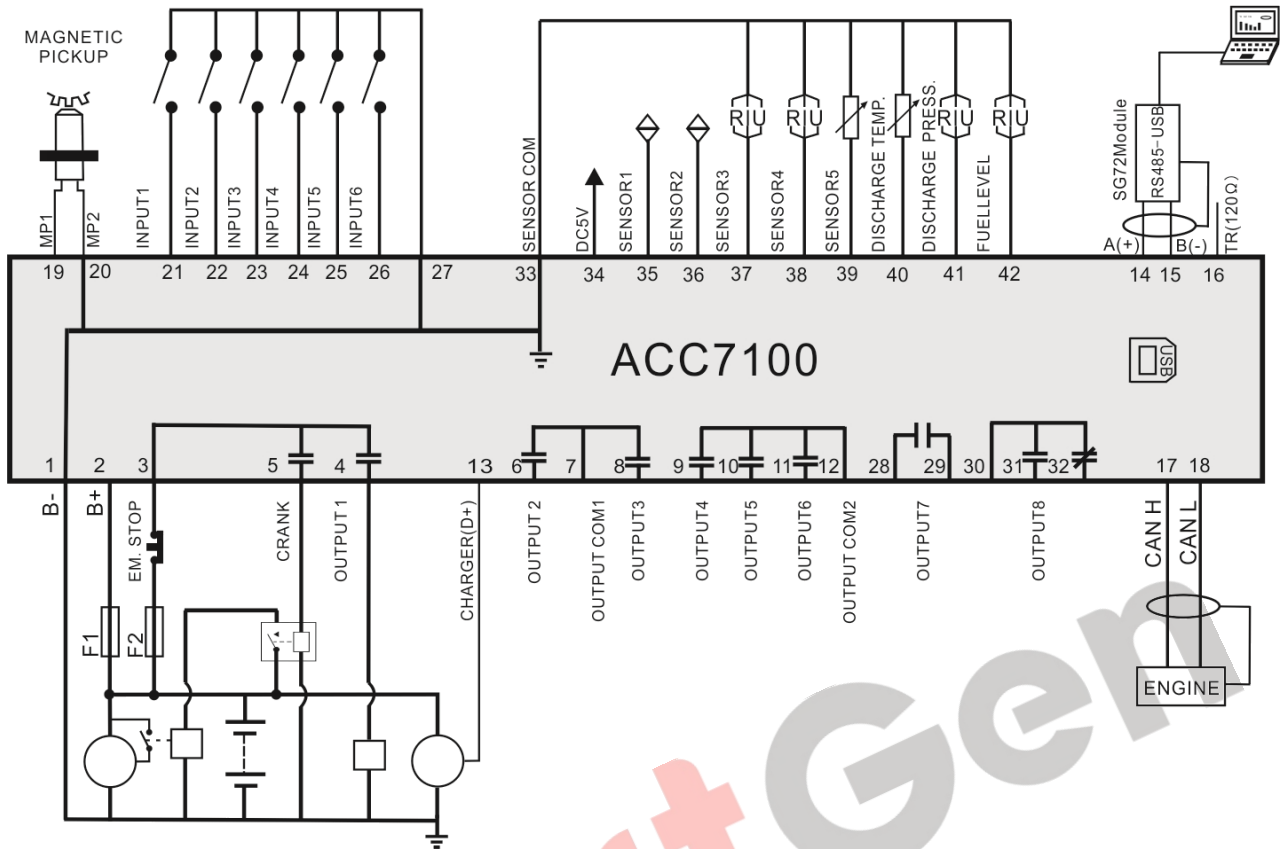 MAGNETIC
PICKUP
MP1
MP2
INPUT1
INPUT2
INPUT3
INPUT4
INPUT5
INPUT6
SENSOR COM
DC5V
SENSOR1
SENSOR2
SENSOR3
SENSOR4
SENSOR5
DISCHARGE TEMP.
DISCHARGE PRESS.
FUELLEVEL
R U
R U
R U
R U
SG72Module
RS485-USB
A(+)
B(-)
TR(120Ω)
19 20 21 22 23 24 25 26 27 33 34 35 36 37 38 39 40 41 42 14 15 16
ACC7100
USB
1 2 3 5 4 13 6 7 8 9 10 11 12 28 29 30 31 32 17 18
B-
B+
EM. STOP
CRANK
OUTPUT 1
CHARGER(D+)
OUTPUT 2
OUTPUT COM1
OUTPUT3
OUTPUT4
OUTPUT5
OUTPUT6
OUTPUT COM2
OUTPUT7
OUTPUT8
CAN H
CAN L
F1
F2
ENGINE
tGen